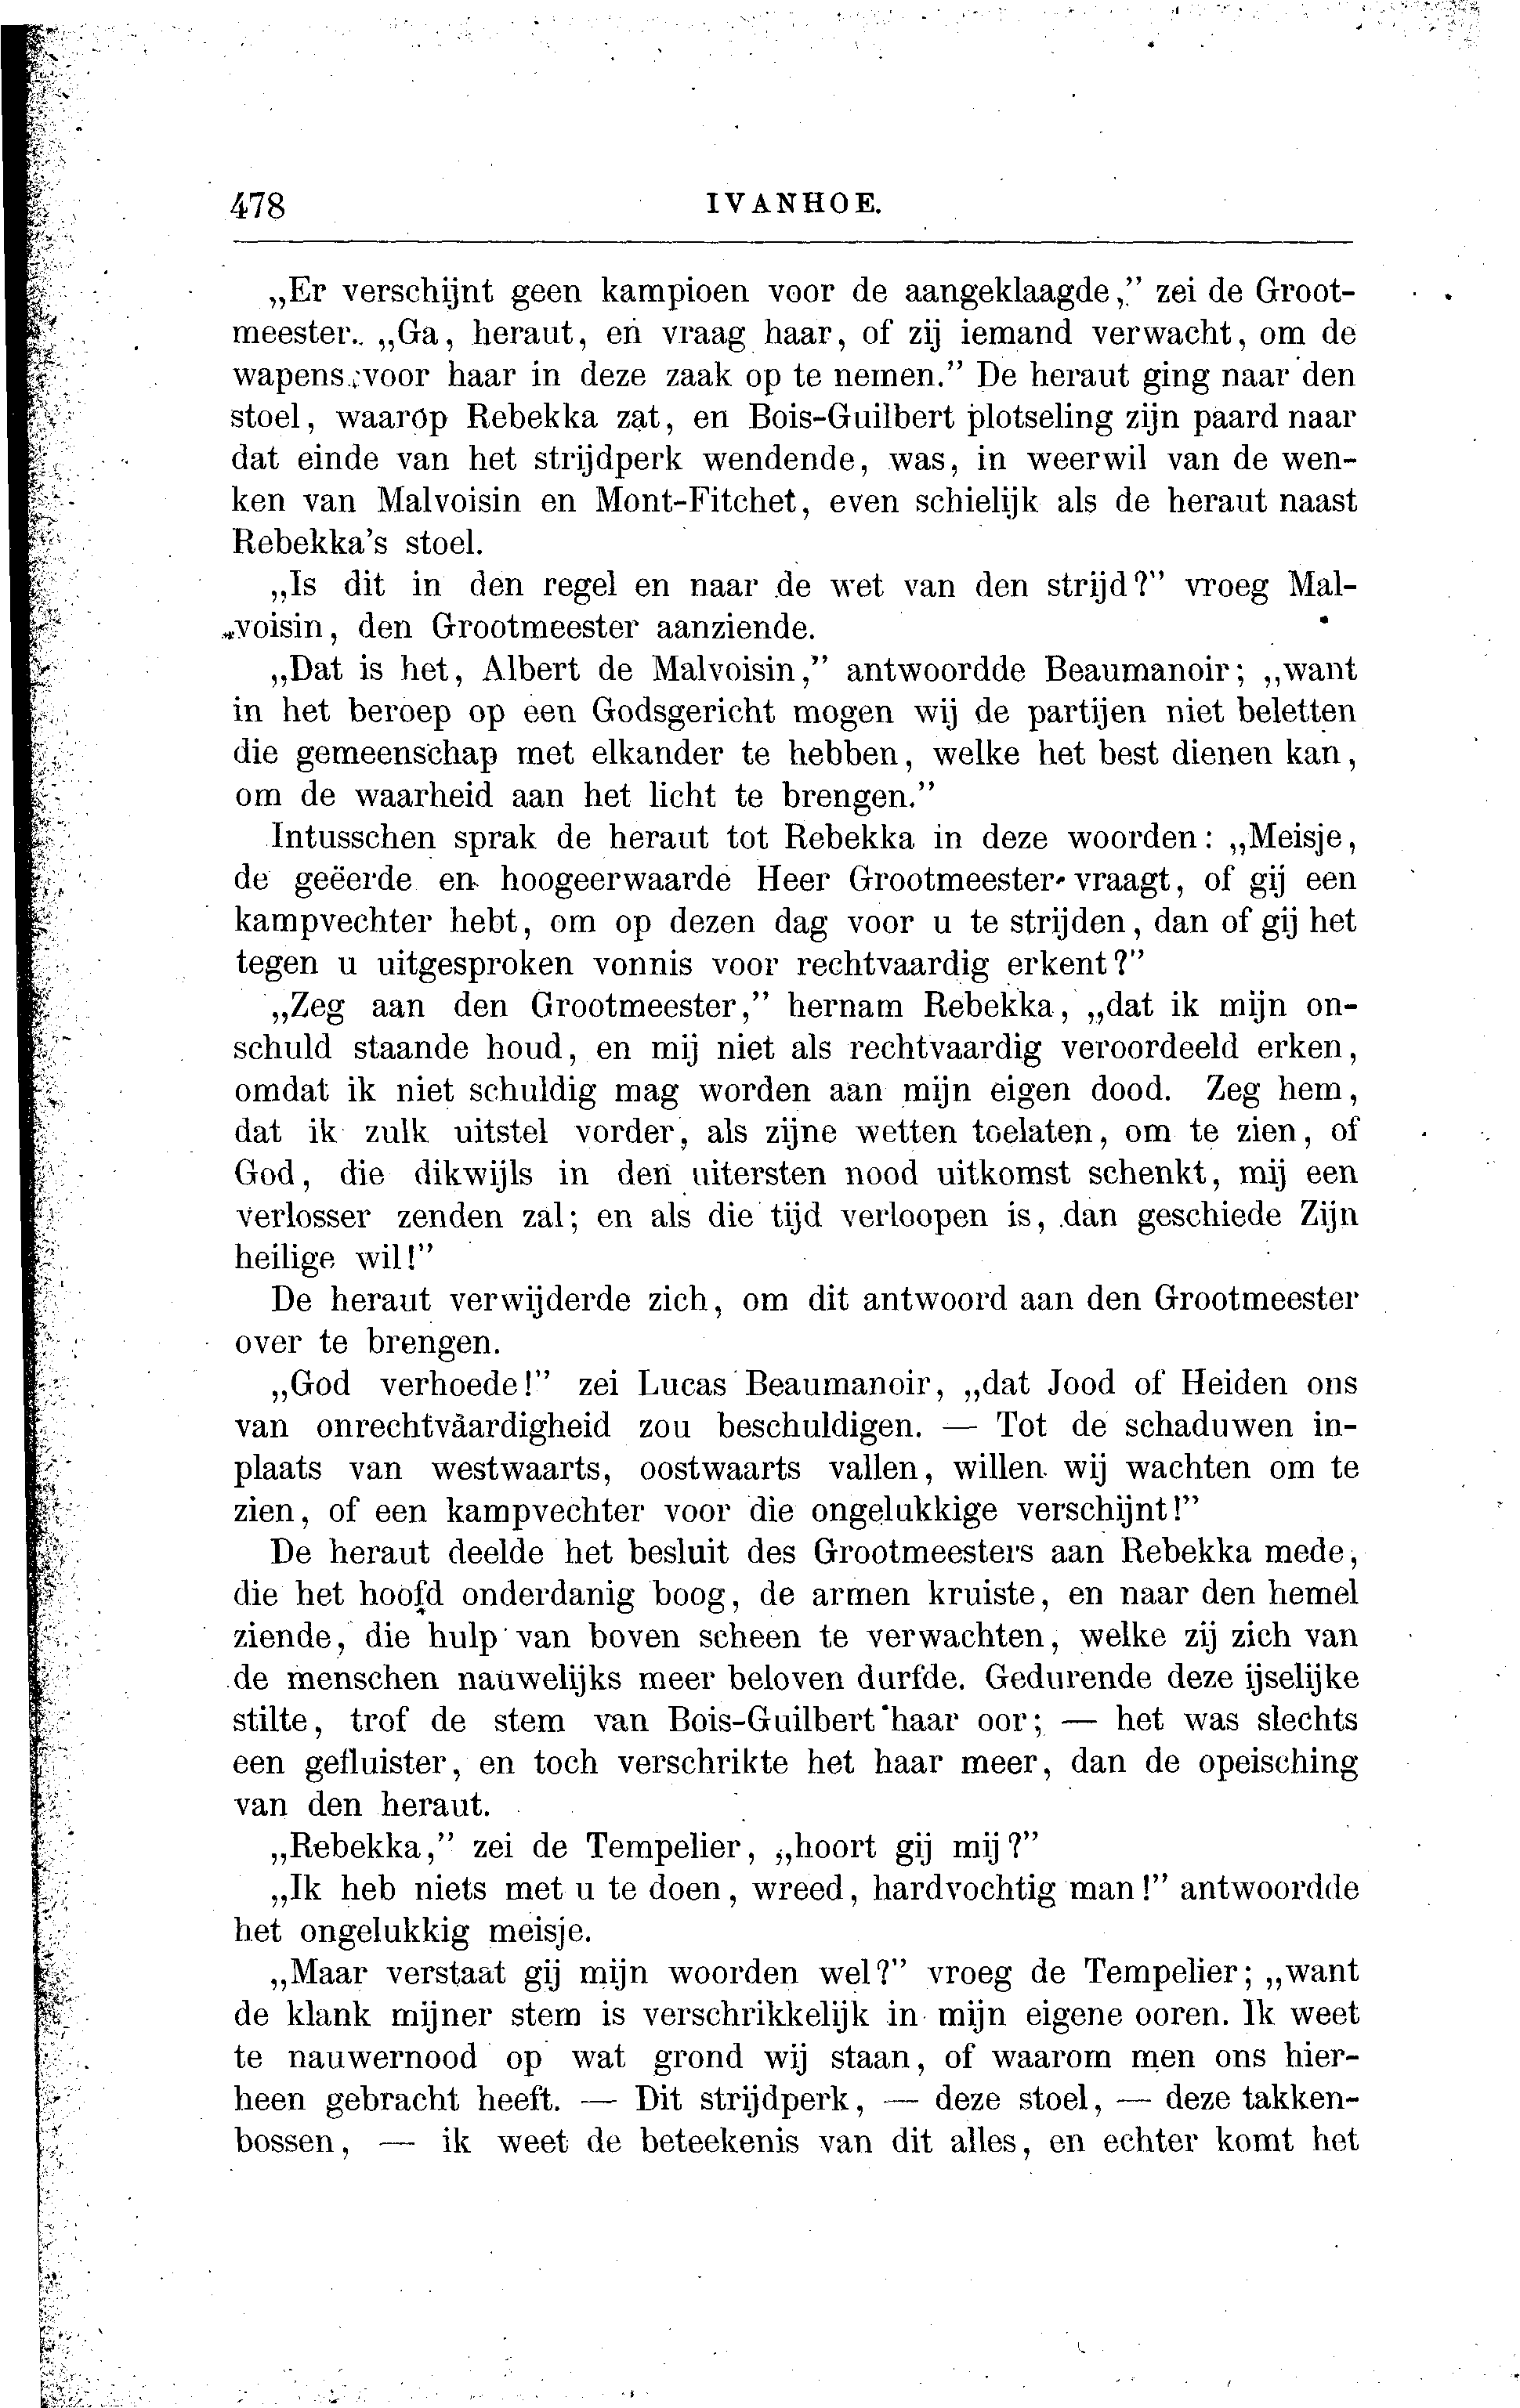 478 IVANHOE.
„Er verschijnt geen kampioen voor de aangeklaagde,” zei de Groot-
meester. „Ga, heraut, en vraag haar, of zij iemand verwacht, om de
wapens voor haar in deze zaak op te nemen.” De heraut ging naar den
stoel, waarop Rebekka zat, en Bois-Guilbert plotseling zijn paard naar
dat einde van het strijdperk wendende, was, in weerwil van de wen-
ken van Malvoisin en Mont-Fitchet, even schielijk als de heraut naast
Rebekka's stoel.
„Is dit in den regel en naar de wet van den strijd?” vroeg Mal-
voisin, den Grootmeester aanziende.
„Dat is het, Albert de Malvoisin,” antwoordde Beaumanoir; „want
in het beroep op een Godsgericht mogen wij de partijen niet beletten
die gemeenschap met elkander te hebben, welke het best dienen kan,
om de waarheid aan het licht te brengen.”
Intusschen sprak de heraut tot Rebekka in deze woorden: „Meisje,
de geëerde en hoogeerwaarde Heer Grootmeester vraagt, of gij een
kampvechter hebt, om op dezen dag voor u te strijden, dan of gij het
tegen u uitgesproken vonnis voor rechtvaardig erkent?”
„Zeg aan den Grootmeester,” hernam Rebekka, „dat ik mijn on-
schuld staande houd, en mij niet als rechtvaardig veroordeeld erken,
omdat ik niet schuldig mag worden aan mijn eigen dood. Zeg hem,
dat ik zulk uitstel vorder, als zijne wetten toelaten, om te zien, of
God, die dikwijls in den uitersten nood uitkomst schenkt, mij een
verlosser zenden zal; en als die tijd verloopen is, dan geschiede Zijn
heilige wil!”
De heraut verwijderde zich, om dit antwoord aan den Grootmeester
over te brengen.
„God verhoede!” zei Lucas Beaumanoir, „dat Jood of Heiden ons
van onrechtvaardigheid zou beschuldigen. — Tot de schaduwen in-
plaats van westwaarts, oostwaarts vallen, willen wij wachten om te
zien, of een kampvechter voor die ongelukkige verschijnt!”
De heraut deelde het besluit des Grootmeesters aan Rebekka mede,
die het hoofd onderdanig boog, de armen kruiste, en naar den hemel
ziende, die hulp van boven scheen te verwachten, welke zij zich van
de menschen nauwelijks meer beloven durfde. Gedurende deze ijselijke
stilte, trof de stem van Bois-Guilbert haar oor; — het was slechts
een gefluister, en toch verschrikte het haar meer, dan de opeisching
van den heraut.
„Rebekka,” zei de Tempelier, „hoort gij mij?”
„Ik heb niets met u te doen, wreed, hardvochtig man!” antwoordde
het ongelukkig meisje.
„Maar verstaat gij mijn woorden wel?” vroeg de Tempelier; „want
de klank mijner stem is verschrikkelijk in mijn eigene ooren. Ik weet
te nauwernood op wat grond wij staan, of waarom men ons hier-
heen gebracht heeft. — Dit strijdperk, — deze stoel, — deze takken-
bossen, — ik weet de beteekenis van dit alles, en echter komt het